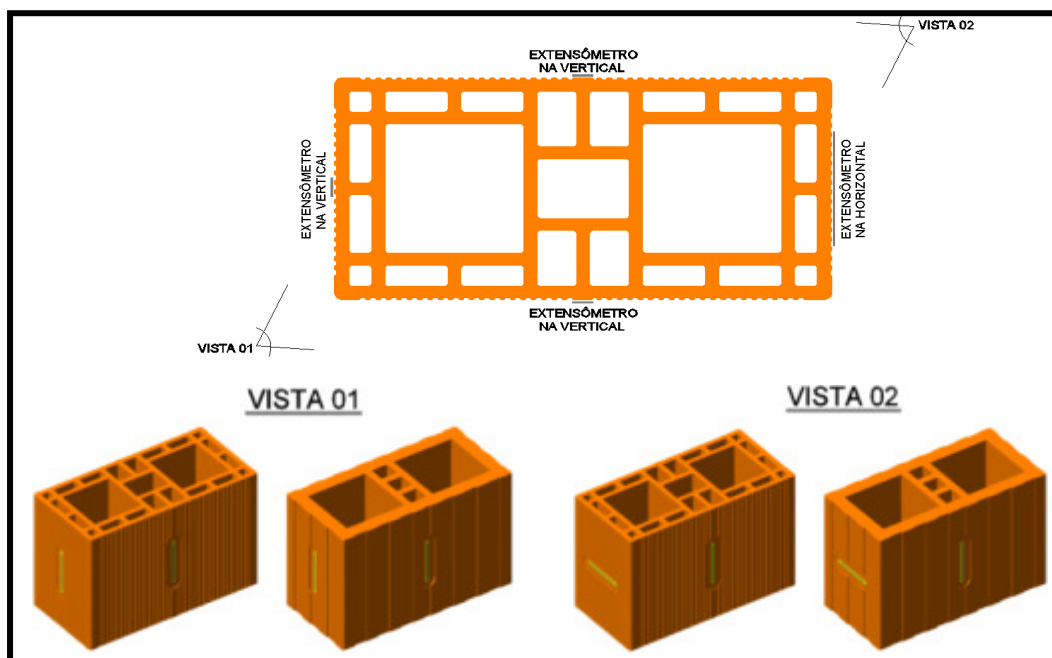 VISTA 02
EXTENSÔMETRO
NA VERTICAL
EXTENSÔMETRO
NA VERTICAL
EXTENSÔMETRO
NA HORIZONTAL
EXTENSÔMETRO
NA VERTICAL
VISTA 01
VISTA 01
VISTA 02